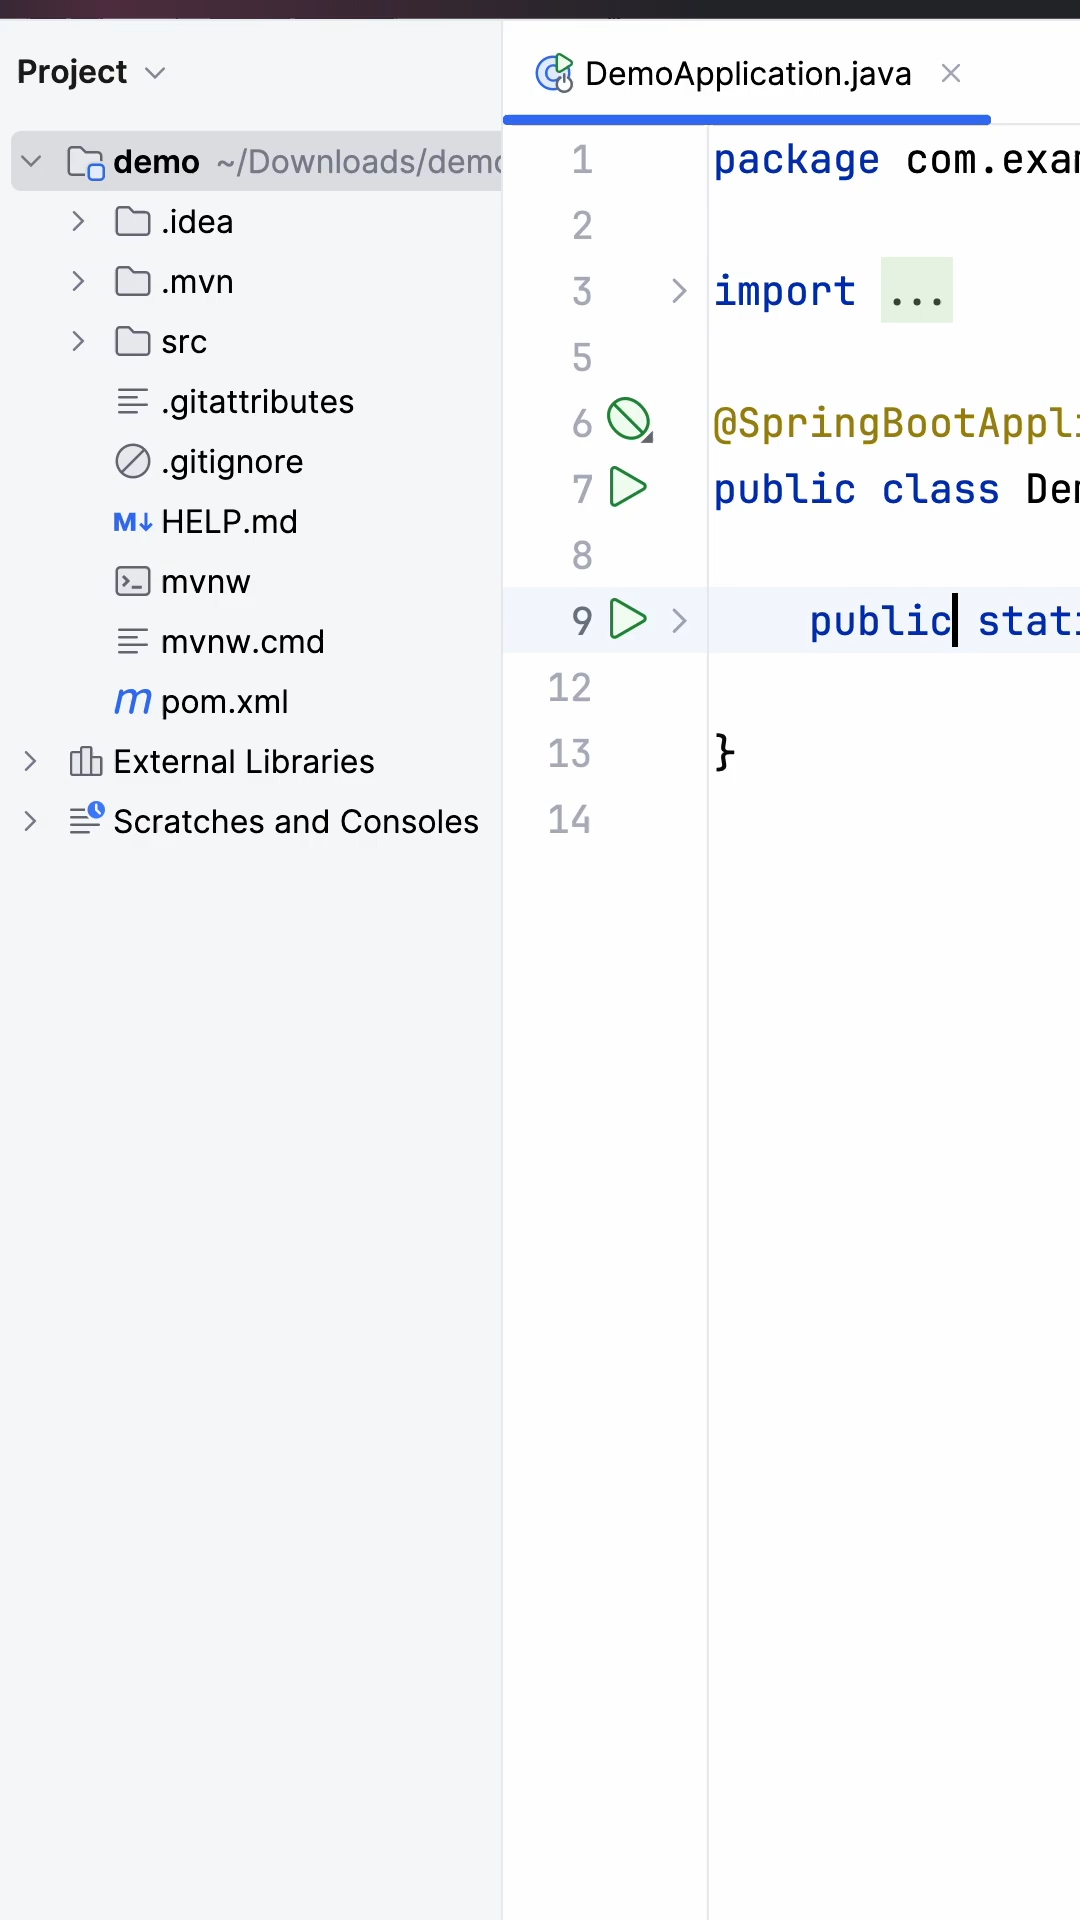 Project
demo ~/Downloads/demo
.idea
.mvn
src
.gitattributes
.gitignore
M↓ HELP.md
mvnw
mvnw.cmd
m pom.xml
External Libraries
Scratches and Consoles
DemoApplication.java
1 package com.exam
2
3 import ...
5
6 @SpringBootAppli
7 public class Dem
8
9 public stati
12
13 }
14